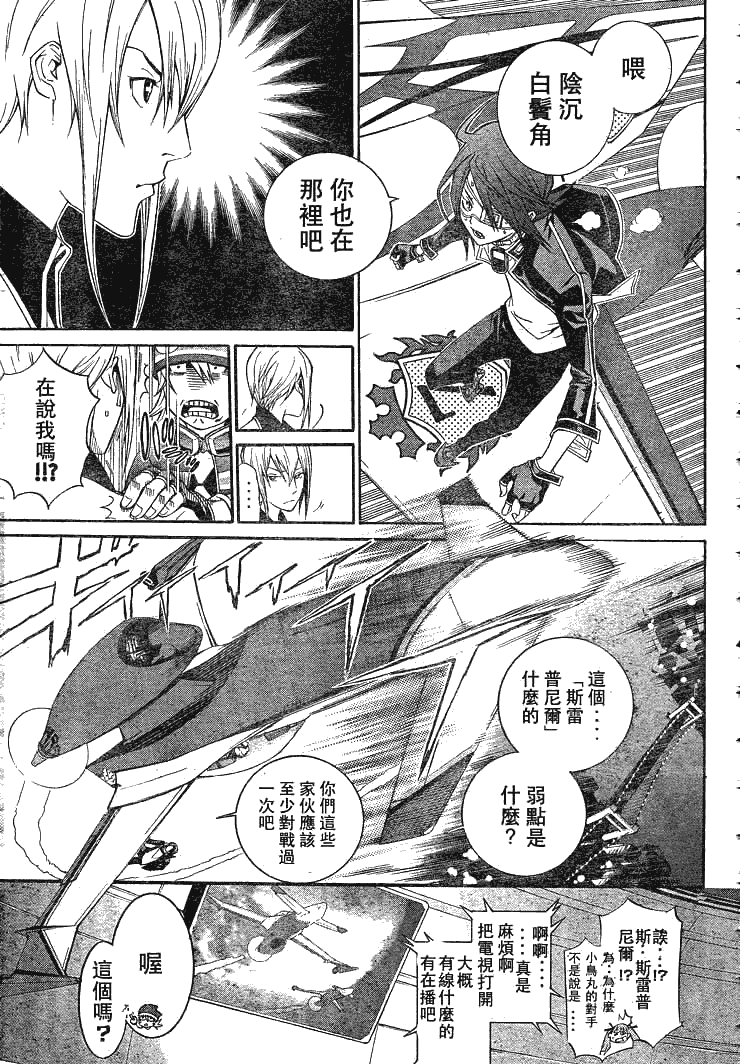 喂
陰沉
白鬢角
你也在
那裡吧
在說我嗎
!!?
....
這個....
「斯雷
普尼爾」
什麼的
弱點是
什麼?
你們這些
家伙應該
至少對戰過
一次吧
誒...!?
斯..斯雷普
尼爾!?
為..為什麼
小鳥丸的對手
不是說是....
啊啊....
...真是
麻煩啊
把電視打開
大概
有線什麼的
有在播吧
喔
這個嗎?